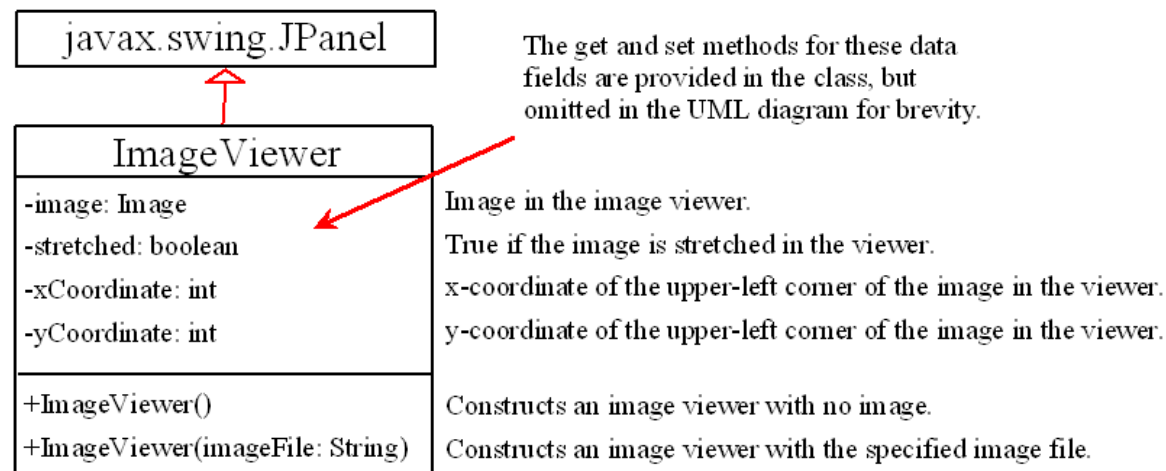 javax.swing.JPanel
The get and set methods for these data
fields are provided in the class, but
omitted in the UML diagram for brevity.
ImageViewer
-image: Image
Image in the image viewer.
-stretched: boolean
True if the image is stretched in the viewer.
-xCoordinate: int
x-coordinate of the upper-left corner of the image in the viewer.
-yCoordinate: int
y-coordinate of the upper-left corner of the image in the viewer.
+ImageViewer()
Constructs an image viewer with no image.
+ImageViewer(imageFile: String)
Constructs an image viewer with the specified image file.